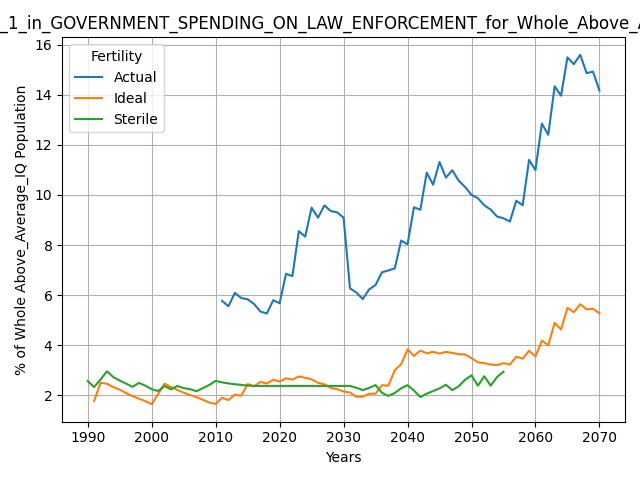 _1_in_GOVERNMENT_SPENDING_ON_LAW_ENFORCEMENT_for_Whole_Above_A
Fertility
Actual
Ideal
Sterile
% of Whole Above_Average_IQ Population
16
14
12
10
8
6
4
2
1990 2000 2010 2020 2030 2040 2050 2060 2070
Years